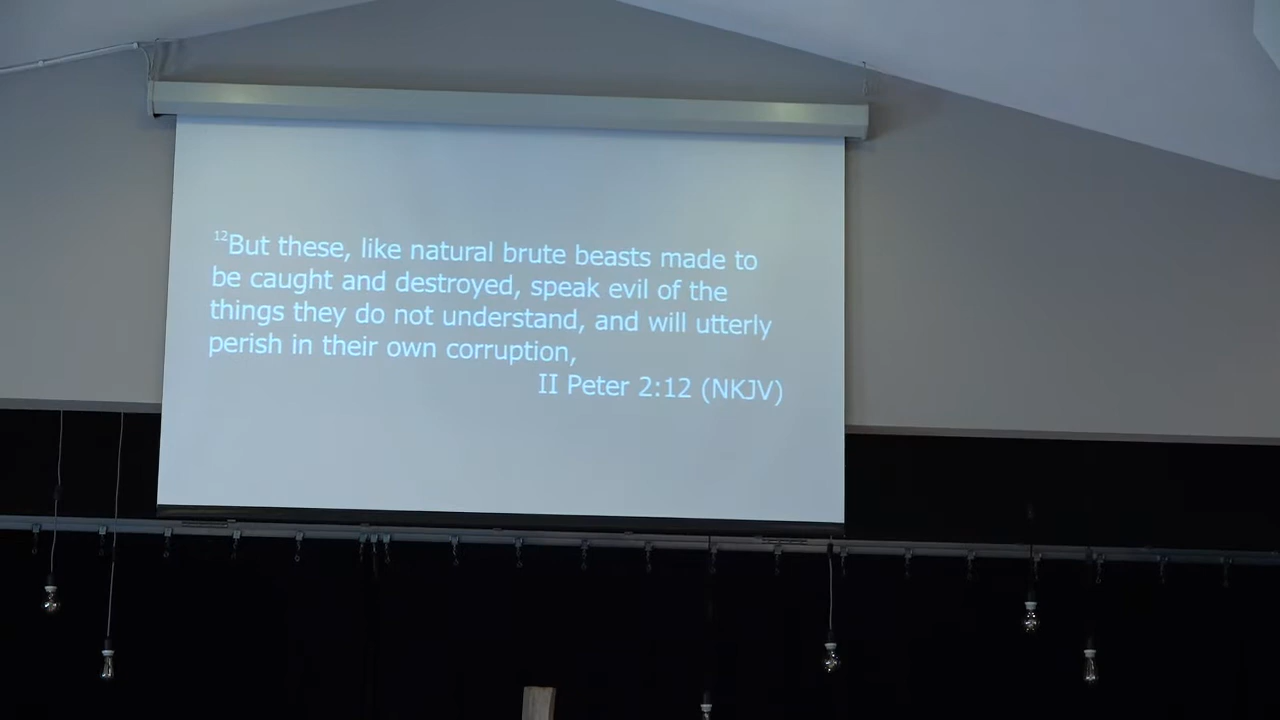 12But these, like natural brute beasts made to
be caught and destroyed, speak evil of the
things they do not understand, and will utterly
perish in their own corruption,
II Peter 2:12 (NKJV)